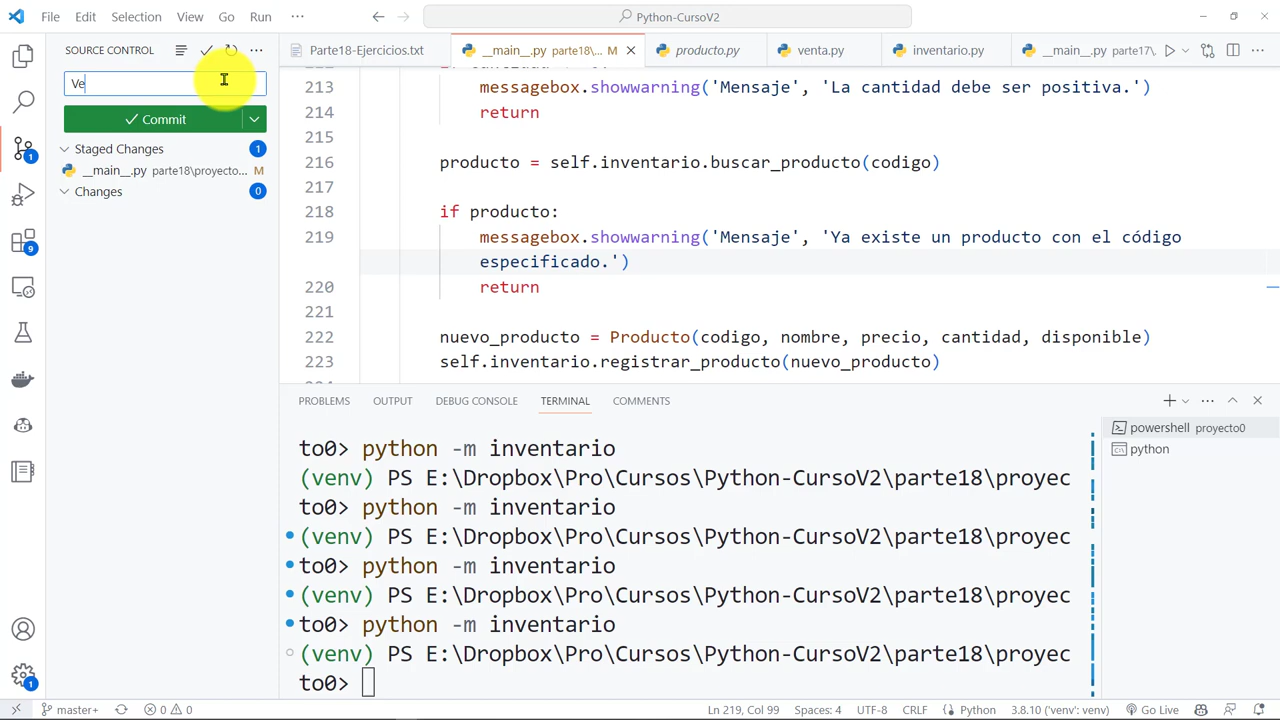 File Edit Selection View Go Run ··· Python-CursoV2
SOURCE CONTROL
Ve
Commit
Staged Changes 1
__main__.py parte18\proyecto... M
Changes 0
1
9
1
Parte18-Ejercicios.txt __main__.py parte18\... M producto.py venta.py inventario.py __main__.py parte17\
213 messagebox.showwarning('Mensaje', 'La cantidad debe ser positiva.')
214 return
215
216 producto = self.inventario.buscar_producto(codigo)
217
218 if producto:
219 messagebox.showwarning('Mensaje', 'Ya existe un producto con el código
especificado.')
220 return
221
222 nuevo_producto = Producto(codigo, nombre, precio, cantidad, disponible)
223 self.inventario.registrar_producto(nuevo_producto)
PROBLEMS OUTPUT DEBUG CONSOLE TERMINAL COMMENTS
to0> python -m inventario
(venv) PS E:\Dropbox\Pro\Cursos\Python-CursoV2\parte18\proyec
to0> python -m inventario
(venv) PS E:\Dropbox\Pro\Cursos\Python-CursoV2\parte18\proyec
to0> python -m inventario
(venv) PS E:\Dropbox\Pro\Cursos\Python-CursoV2\parte18\proyec
to0> python -m inventario
(venv) PS E:\Dropbox\Pro\Cursos\Python-CursoV2\parte18\proyec
to0>
powershell proyecto0
python
master+ 0 0 Ln 219, Col 99 Spaces: 4 UTF-8 CRLF Python 3.8.10 ('venv': venv) Go Live